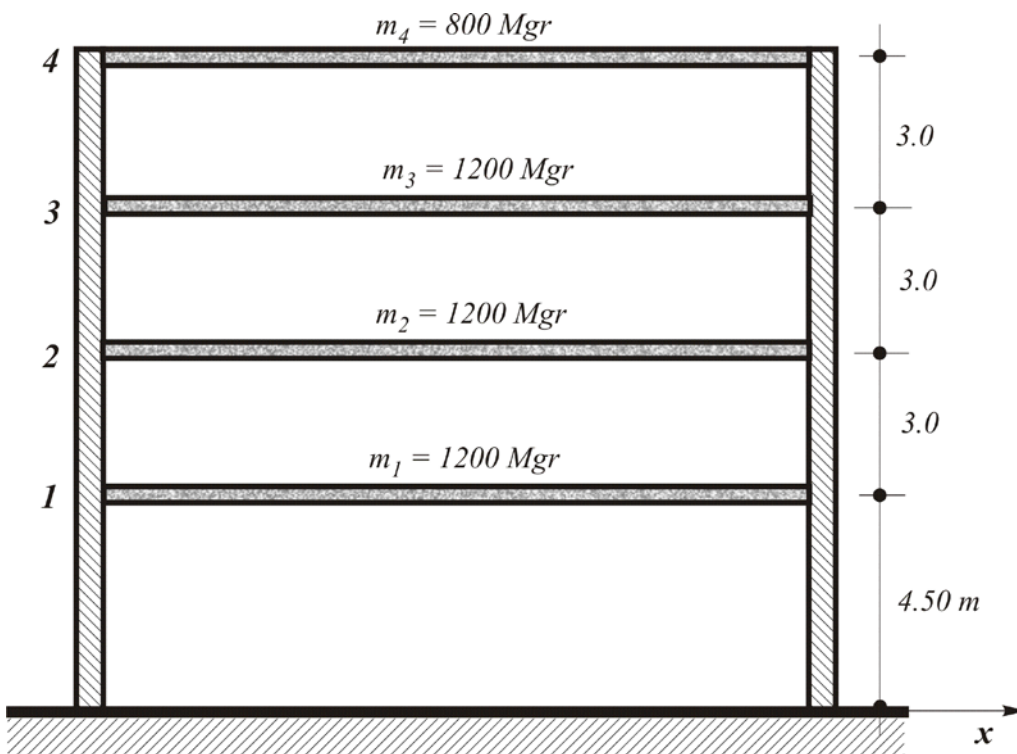 m4 = 800 Mgr
4
3.0
m3 = 1200 Mgr
3
3.0
m2 = 1200 Mgr
2
3.0
m1 = 1200 Mgr
1
4.50 m
x